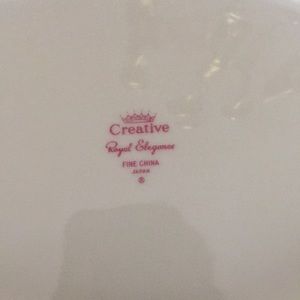 Creative
Royal Elegance
FINE CHINA
JAPAN
®